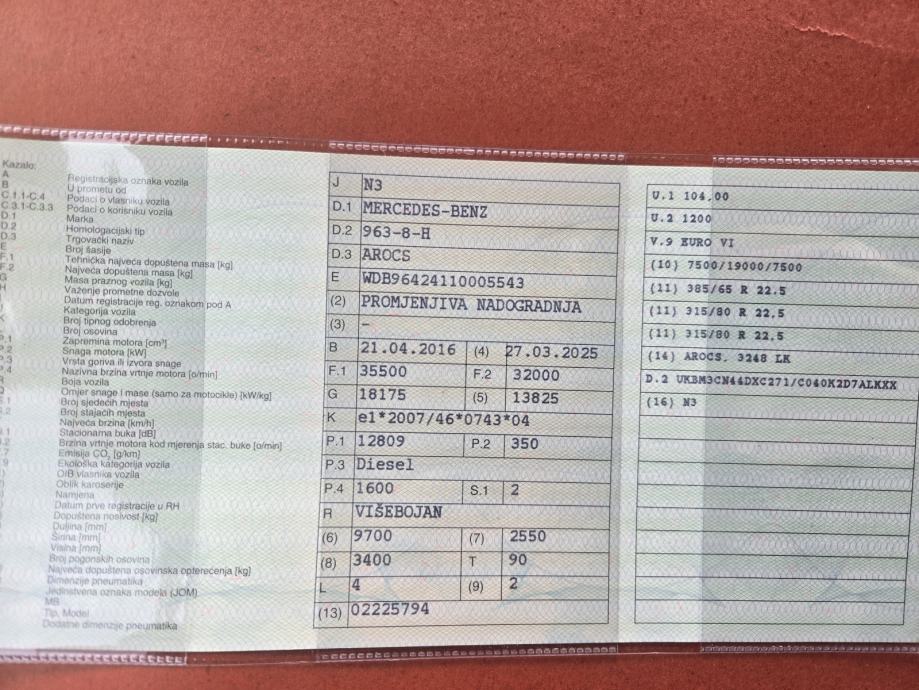 Kazalo:
A Registracijska oznaka vozila
B U prometu od
C.1.1-C.4 Podaci o vlasniku vozila
C.3.1-C.3.3 Podaci o korisniku vozila
D.1 Marka
D.2 Homologacijski tip
D.3 Trgovački naziv
E Broj šasije
F.1 Tehnička najveća dopuštena masa [kg]
F.2 Najveća dopuštena masa [kg]
G Masa praznog vozila [kg]
H Važenje prometne dozvole
Datum registracije reg. oznakom pod A
Kategorija vozila
Broj tipnog odobrenja
Broj osovina
Zapremina motora [cm³]
Snaga motora [kW]
Vrsta goriva ili izvora snage
Nazivna brzina vrtnje motora [o/min]
Boja vozila
Omjer snage i mase (samo za motocikle) [kW/kg]
Broj sjedećih mjesta
Broj stajaćih mjesta
Najveća brzina [km/h]
Stacionarna buka [dB]
Brzina vrtnje motora kod mjerenja stac. buke [o/min]
Emisija CO₂ [g/km]
Ekološka kategorija vozila
OIB vlasnika vozila
Oblik karoserije
Namjena
Datum prve registracije u RH
Dopuštena nosivost [kg]
Duljina [mm]
Širina [mm]
Visina [mm]
Broj pogonskih osovina
Najveća dopuštena osovinska opterećenja [kg]
Dimenzije pneumatika
Jedinstvena oznaka modela (JOM)
MB
Tip, Model
Dodatne dimenzije pneumatika
J N3
D.1 MERCEDES-BENZ
D.2 963-8-H
D.3 AROCS
E WDB96424110005543
(2) PROMJENJIVA NADOGRADNJA
(3) –
B 21.04.2016 (4) 27.03.2025
F.1 35500 F.2 32000
G 18175 (5) 13825
K e1*2007/46*0743*04
P.1 12809 P.2 350
P.3 Diesel
P.4 1600 S.1 2
R VIŠEBOJAN
(6) 9700 (7) 2550
(8) 3400 T 90
L 4 (9) 2
(13) 02225794
U.1 104,00
U.2 1200
V.9 EURO VI
(10) 7500/19000/7500
(11) 385/65 R 22.5
(11) 315/80 R 22,5
(11) 315/80 R 22,5
(14) AROCS, 3248 LK
D.2 UKBM3CN44DXC271/C040K2D7ALKXXX
(16) N3